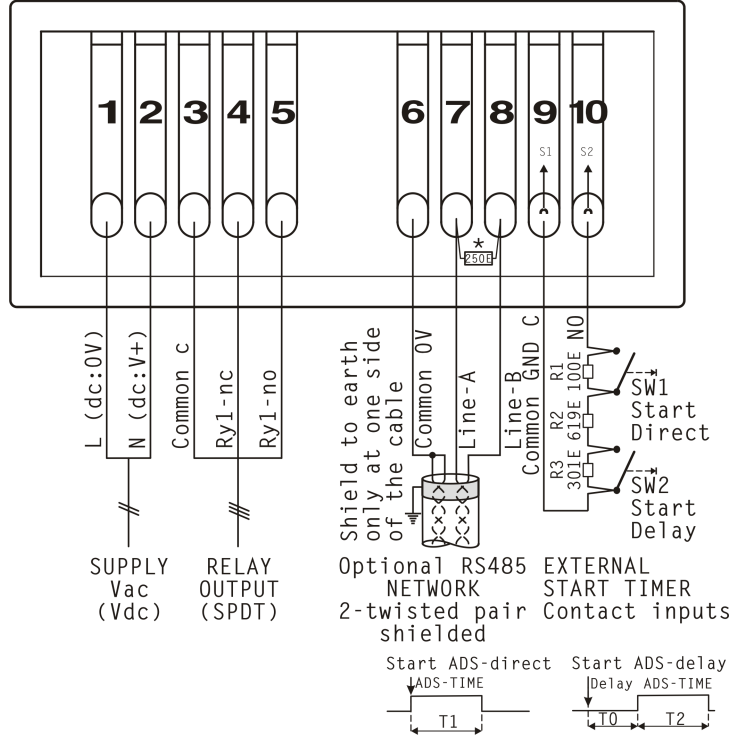 1 2 3 4 5 6 7 8 9 10
S1 S2
*
250E
L (dc:0V)
N (dc:V+)
Common c
Ry1-nc
Ry1-no
Shield to earth
only at one side
of the cable
Common 0V
Line-A
Line-B
Common GND C
NO
R1
100E
R2
619E
R3
301E
SW1
Start
Direct
SW2
Start
Delay
SUPPLY
Vac
(Vdc)
RELAY
OUTPUT
(SPDT)
Optional RS485
NETWORK
2-twisted pair
shielded
EXTERNAL
START TIMER
Contact inputs
Start ADS-direct
ADS-TIME
T1
Start ADS-delay
Delay ADS-TIME
T0 T2